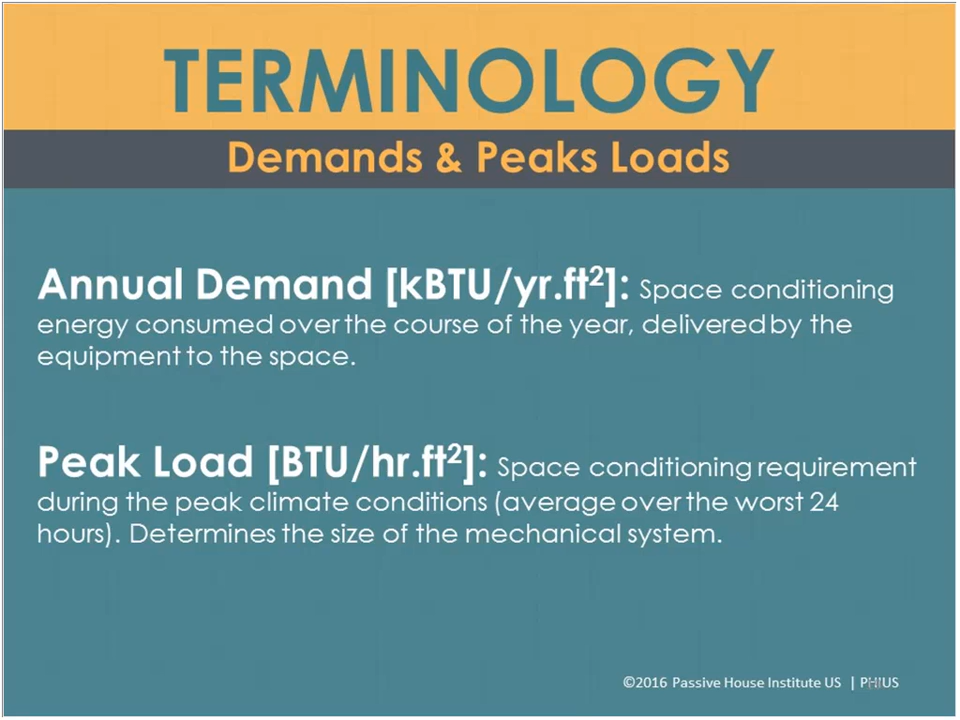 TERMINOLOGY
Demands & Peaks Loads
Annual Demand [kBTU/yr.ft²]: Space conditioning
energy consumed over the course of the year, delivered by the
equipment to the space.
Peak Load [BTU/hr.ft²]: Space conditioning requirement
during the peak climate conditions (average over the worst 24
hours). Determines the size of the mechanical system.
©2016 Passive House Institute US | PHIUS